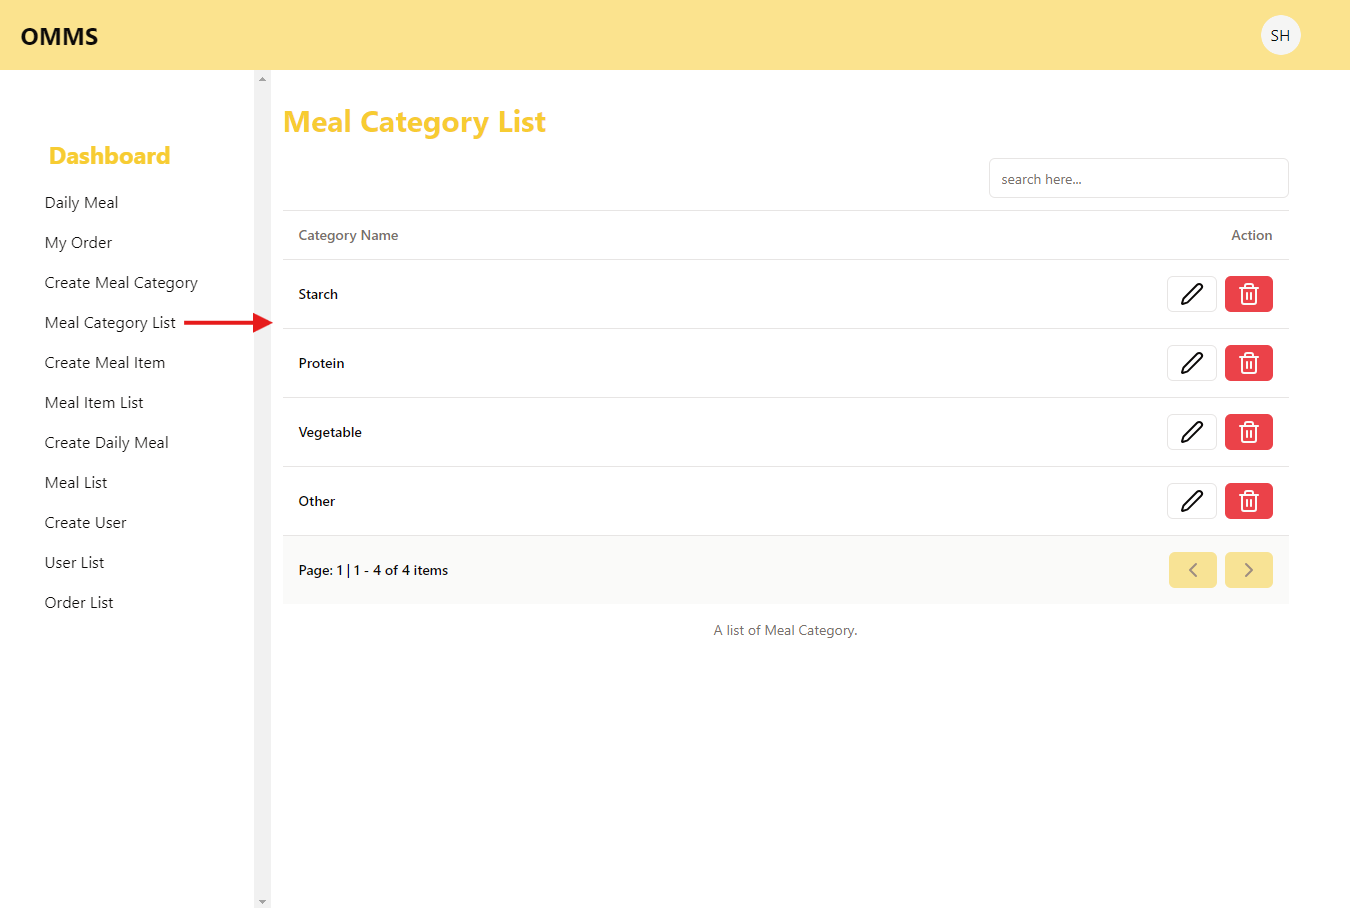 OMMS
SH
Dashboard
Daily Meal
My Order
Create Meal Category
Meal Category List
Create Meal Item
Meal Item List
Create Daily Meal
Meal List
Create User
User List
Order List
Meal Category List
search here...
Category Name Action
Starch
Protein
Vegetable
Other
Page: 1 | 1 - 4 of 4 items
A list of Meal Category.